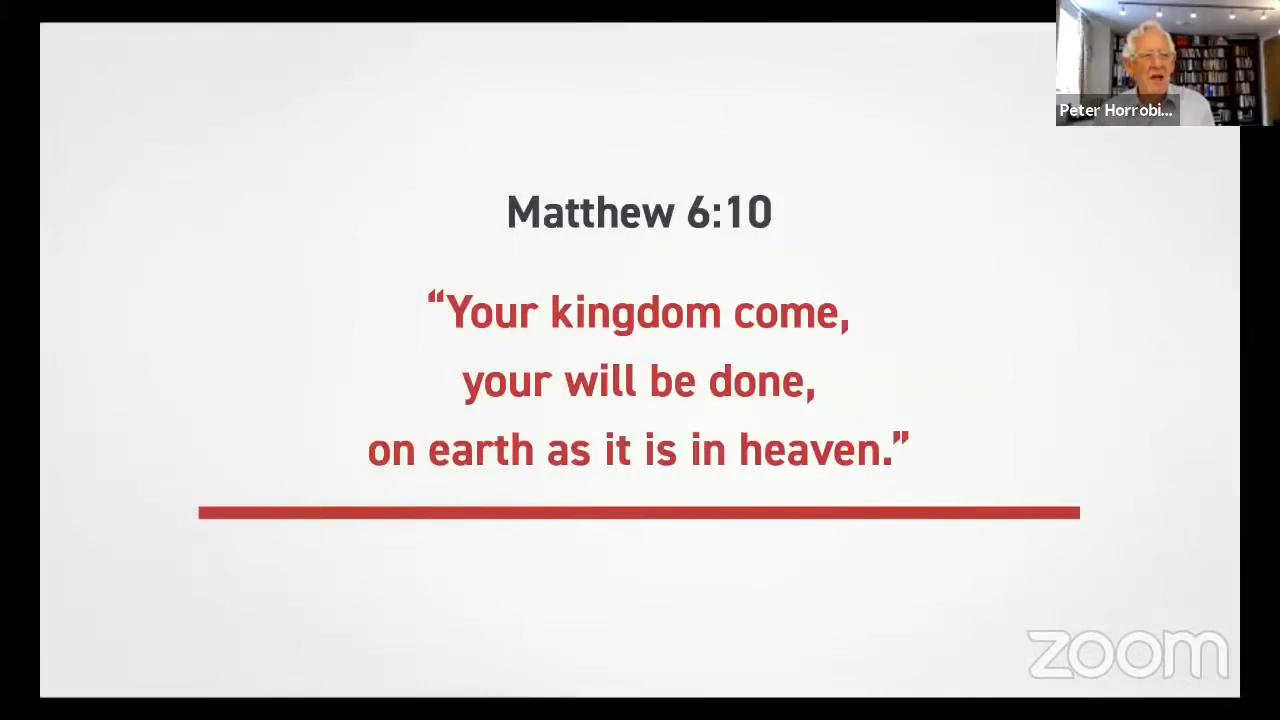 Peter Horrobi...
Matthew 6:10
“Your kingdom come,
your will be done,
on earth as it is in heaven.”
zoom